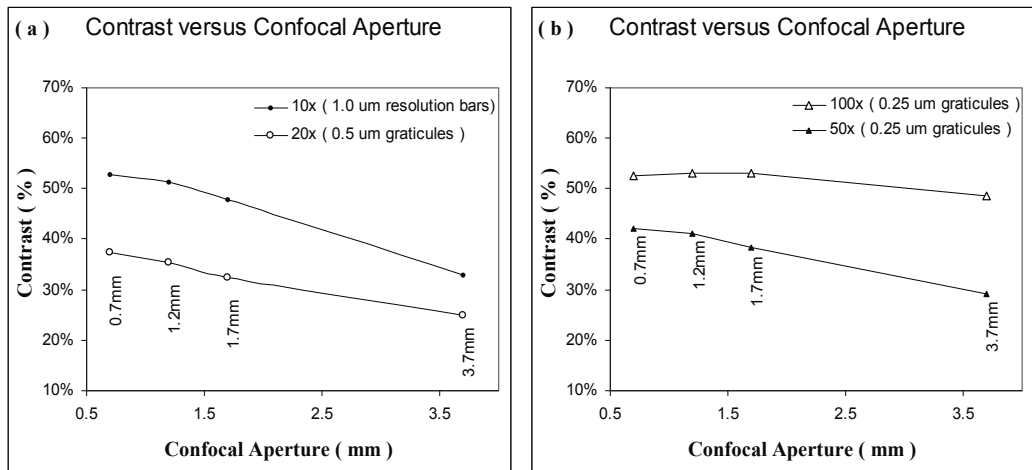 ( a ) Contrast versus Confocal Aperture
70%
60%
50%
40%
30%
20%
10%
Contrast ( % )
10x ( 1.0 um resolution bars)
20x ( 0.5 um graticules )
0.7mm
1.2mm
1.7mm
3.7mm
0.5
1.5
2.5
3.5
Confocal Aperture ( mm )
( b ) Contrast versus Confocal Aperture
70%
60%
50%
40%
30%
20%
10%
Contrast ( % )
100x ( 0.25 um graticules )
50x ( 0.25 um graticules )
0.7mm
1.2mm
1.7mm
3.7mm
0.5
1.5
2.5
3.5
Confocal Aperture ( mm )